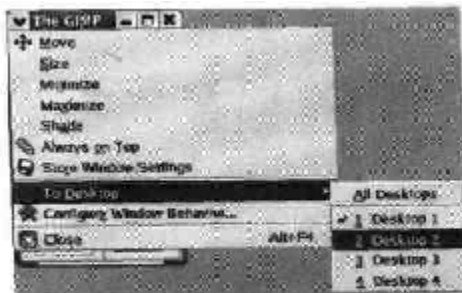 The GIMP
Move
Size
Minimize
Maximize
Shade
Always on Top
Store Window Settings
To Desktop
Configure Window Behavior...
Close Alt+F4
All Desktops
1 Desktop 1
2 Desktop 2
3 Desktop 3
4 Desktop 4